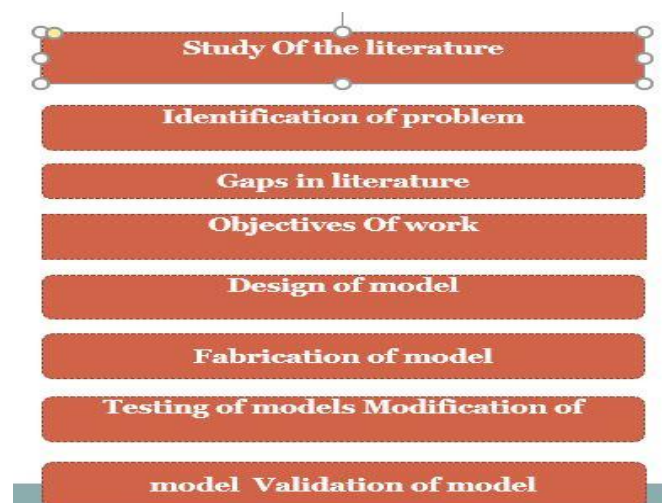 Study Of the literature
Identification of problem
Gaps in literature
Objectives Of work
Design of model
Fabrication of model
Testing of models Modification of
model Validation of model